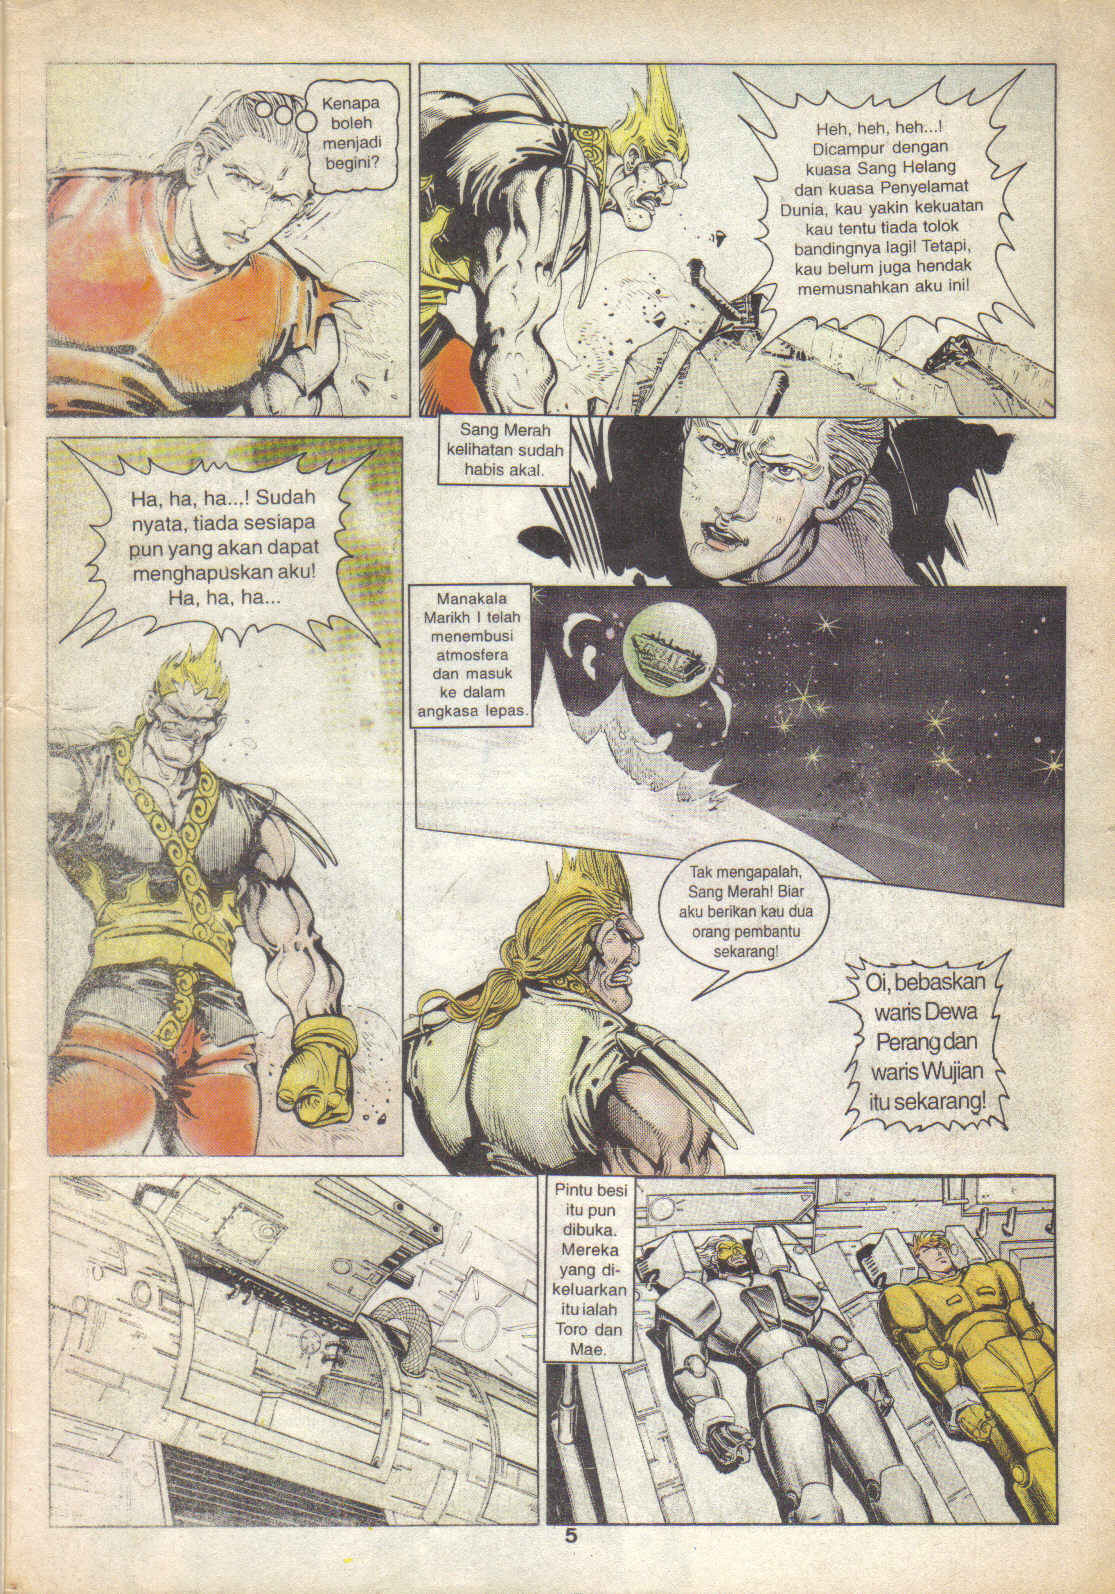 Kenapa
boleh
menjadi
begini?
Heh, heh, heh...!
Dicampur dengan
kuasa Sang Helang
dan kuasa Penyelamat
Dunia, kau yakin kekuatan
kau tentu tiada tolok
bandingnya lagi! Tetapi,
kau belum juga hendak
memusnahkan aku ini!
Sang Merah
kelihatan sudah
habis akal.
Ha, ha, ha...! Sudah
nyata, tiada sesiapa
pun yang akan dapat
menghapuskan aku!
Ha, ha, ha...
Manakala
Marikh I telah
menembusi
atmosfera
dan masuk
ke dalam
angkasa lepas.
Tak mengapalah,
Sang Merah! Biar
aku berikan kau dua
orang pembantu
sekarang!
Oi, bebaskan
waris Dewa
Perang dan
waris Wujian
itu sekarang!
Pintu besi
itu pun
dibuka.
Mereka
yang di-
keluarkan
itu ialah
Toro dan
Mae.
5